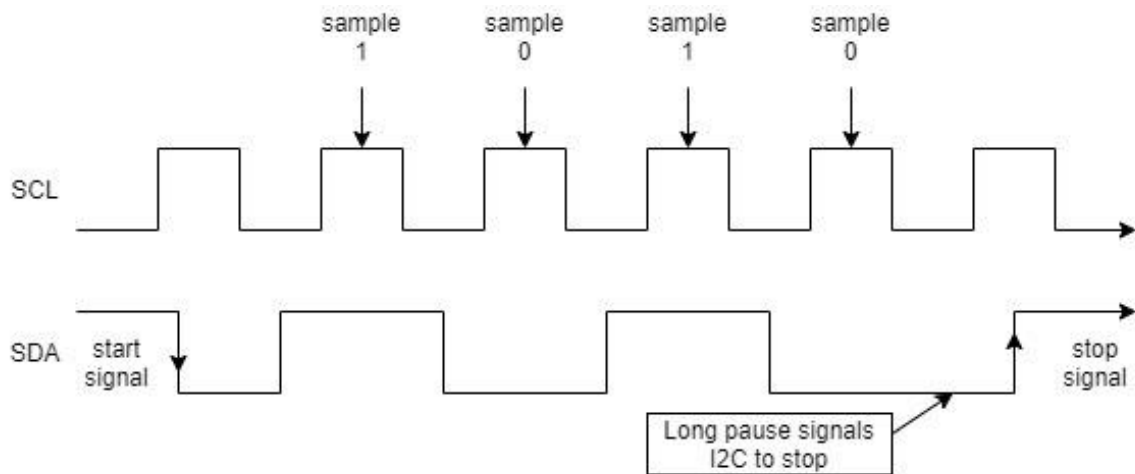 sample
1
sample
0
sample
1
sample
0
SCL
SDA
start
signal
stop
signal
Long pause signals
I2C to stop